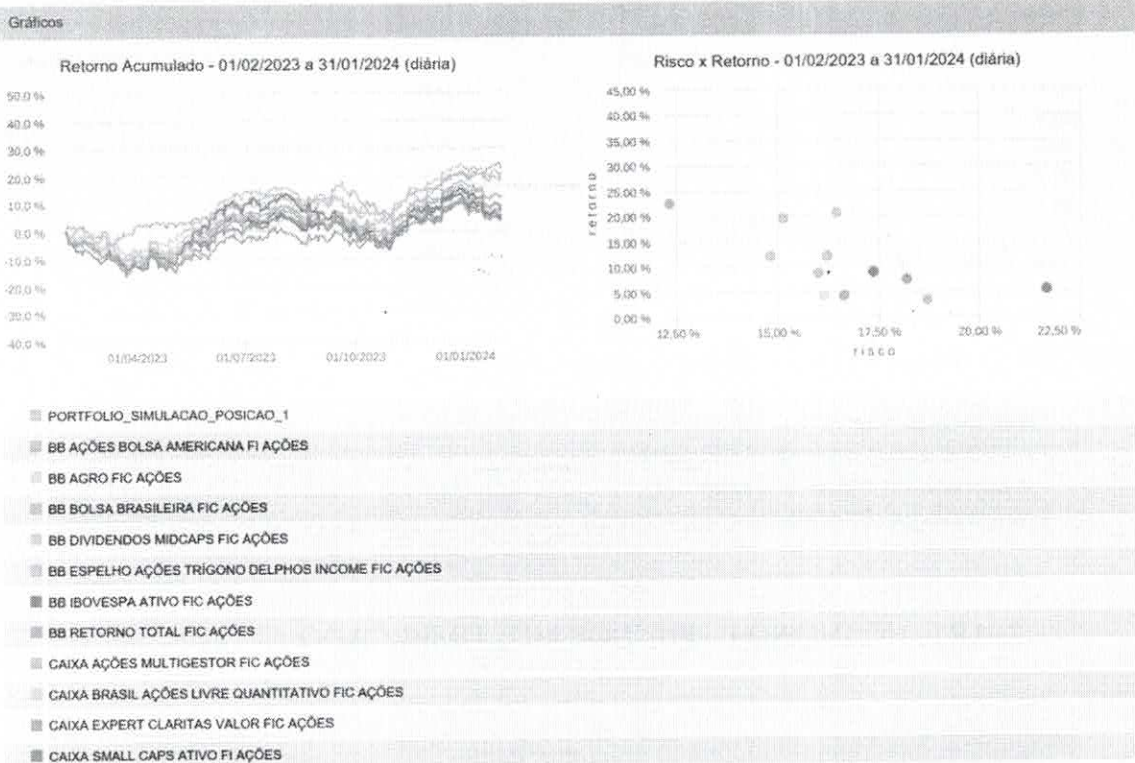 Gráficos
Retorno Acumulado - 01/02/2023 a 31/01/2024 (diária)
50,0 %
40,0 %
30,0 %
20,0 %
10,0 %
0,0 %
-10,0 %
-20,0 %
-30,0 %
-40,0 %
01/04/2023 01/07/2023 01/10/2023 01/01/2024
Risco x Retorno - 01/02/2023 a 31/01/2024 (diária)
45,00 %
40,00 %
35,00 %
30,00 %
25,00 %
20,00 %
15,00 %
10,00 %
5,00 %
0,00 %
retorno
12,50 % 15,00 % 17,50 % 20,00 % 22,50 %
risco
PORTFOLIO_SIMULACAO_POSICAO_1
BB AÇÕES BOLSA AMERICANA FI AÇÕES
BB AGRO FIC AÇÕES
BB BOLSA BRASILEIRA FIC AÇÕES
BB DIVIDENDOS MIDCAPS FIC AÇÕES
BB ESPELHO AÇÕES TRÍGONO DELPHOS INCOME FIC AÇÕES
BB IBOVESPA ATIVO FIC AÇÕES
BB RETORNO TOTAL FIC AÇÕES
CAIXA AÇÕES MULTIGESTOR FIC AÇÕES
CAIXA BRASIL AÇÕES LIVRE QUANTITATIVO FIC AÇÕES
CAIXA EXPERT CLARITAS VALOR FIC AÇÕES
CAIXA SMALL CAPS ATIVO FI AÇÕES